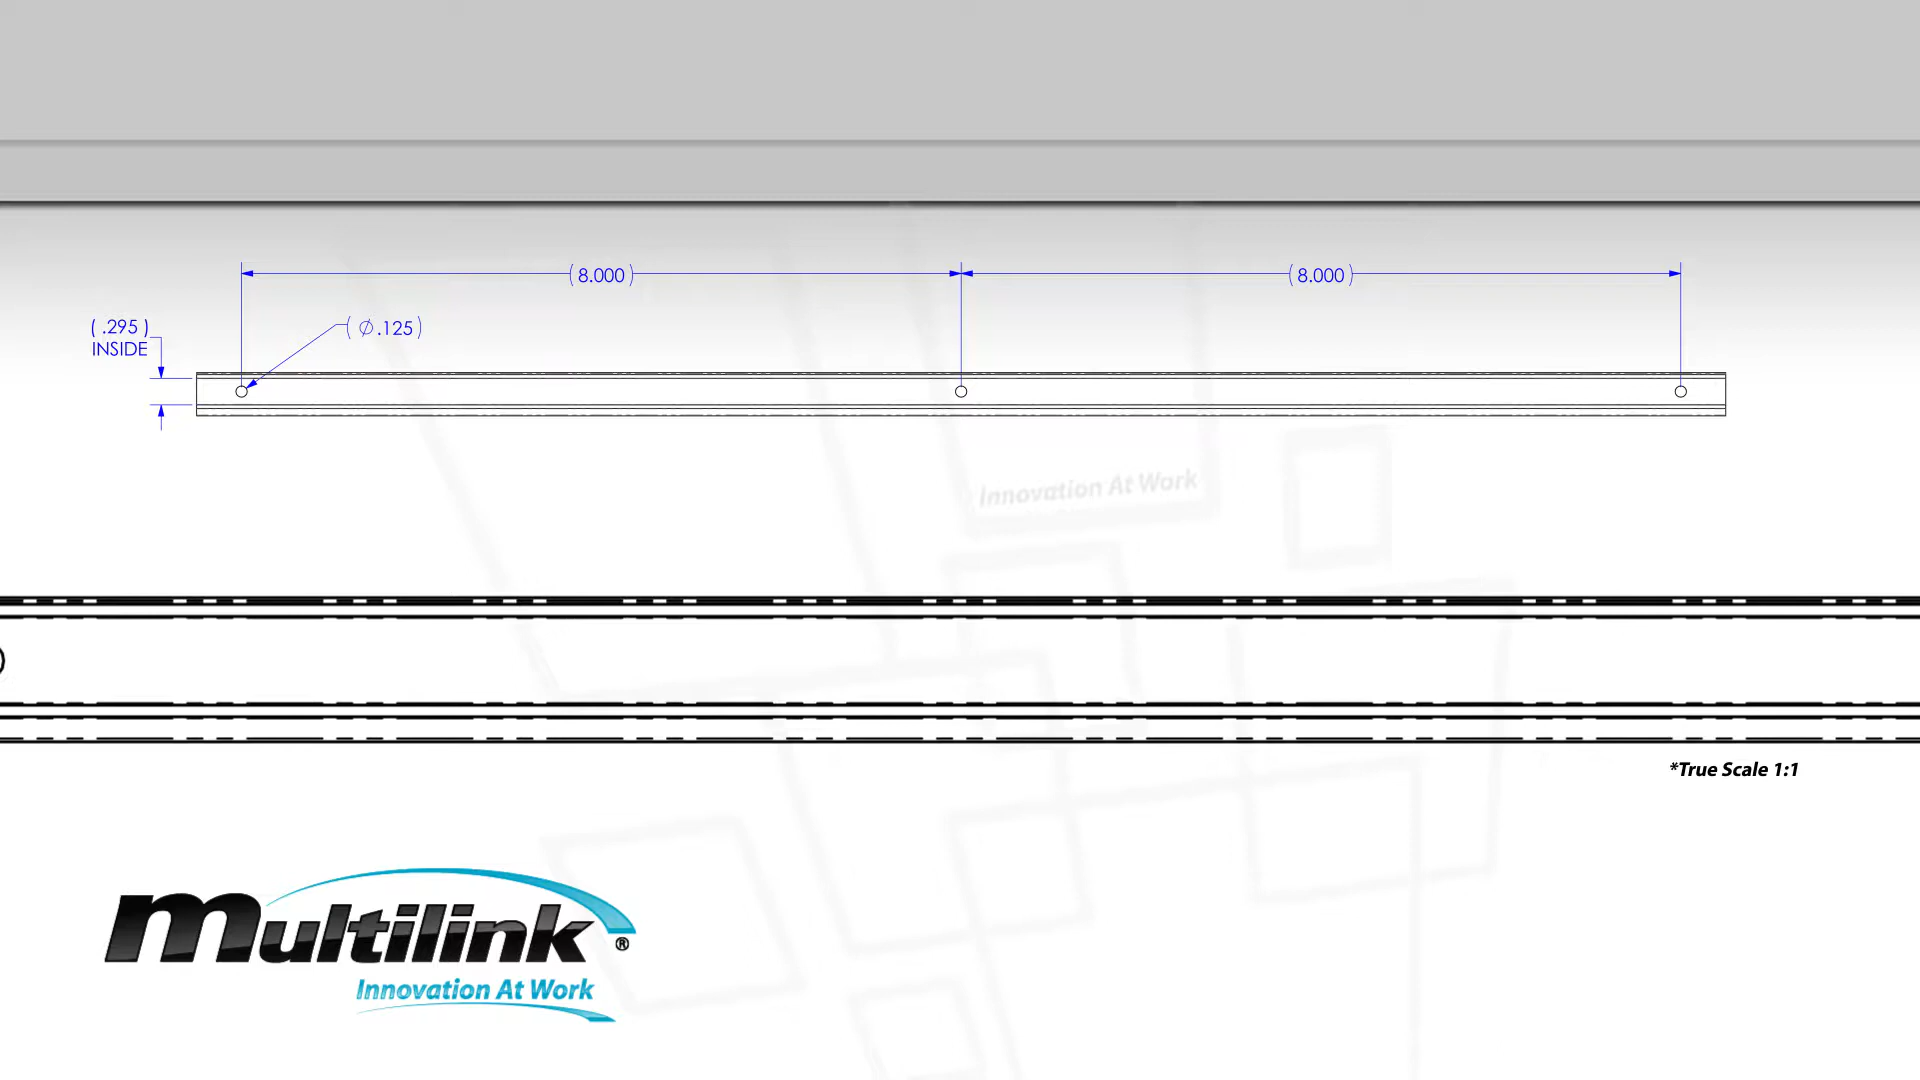 ( 8.000 )
( 8.000 )
( .295 )
INSIDE
( ∅ .125 )
Innovation At Work
*True Scale 1:1
Multilink®
Innovation At Work